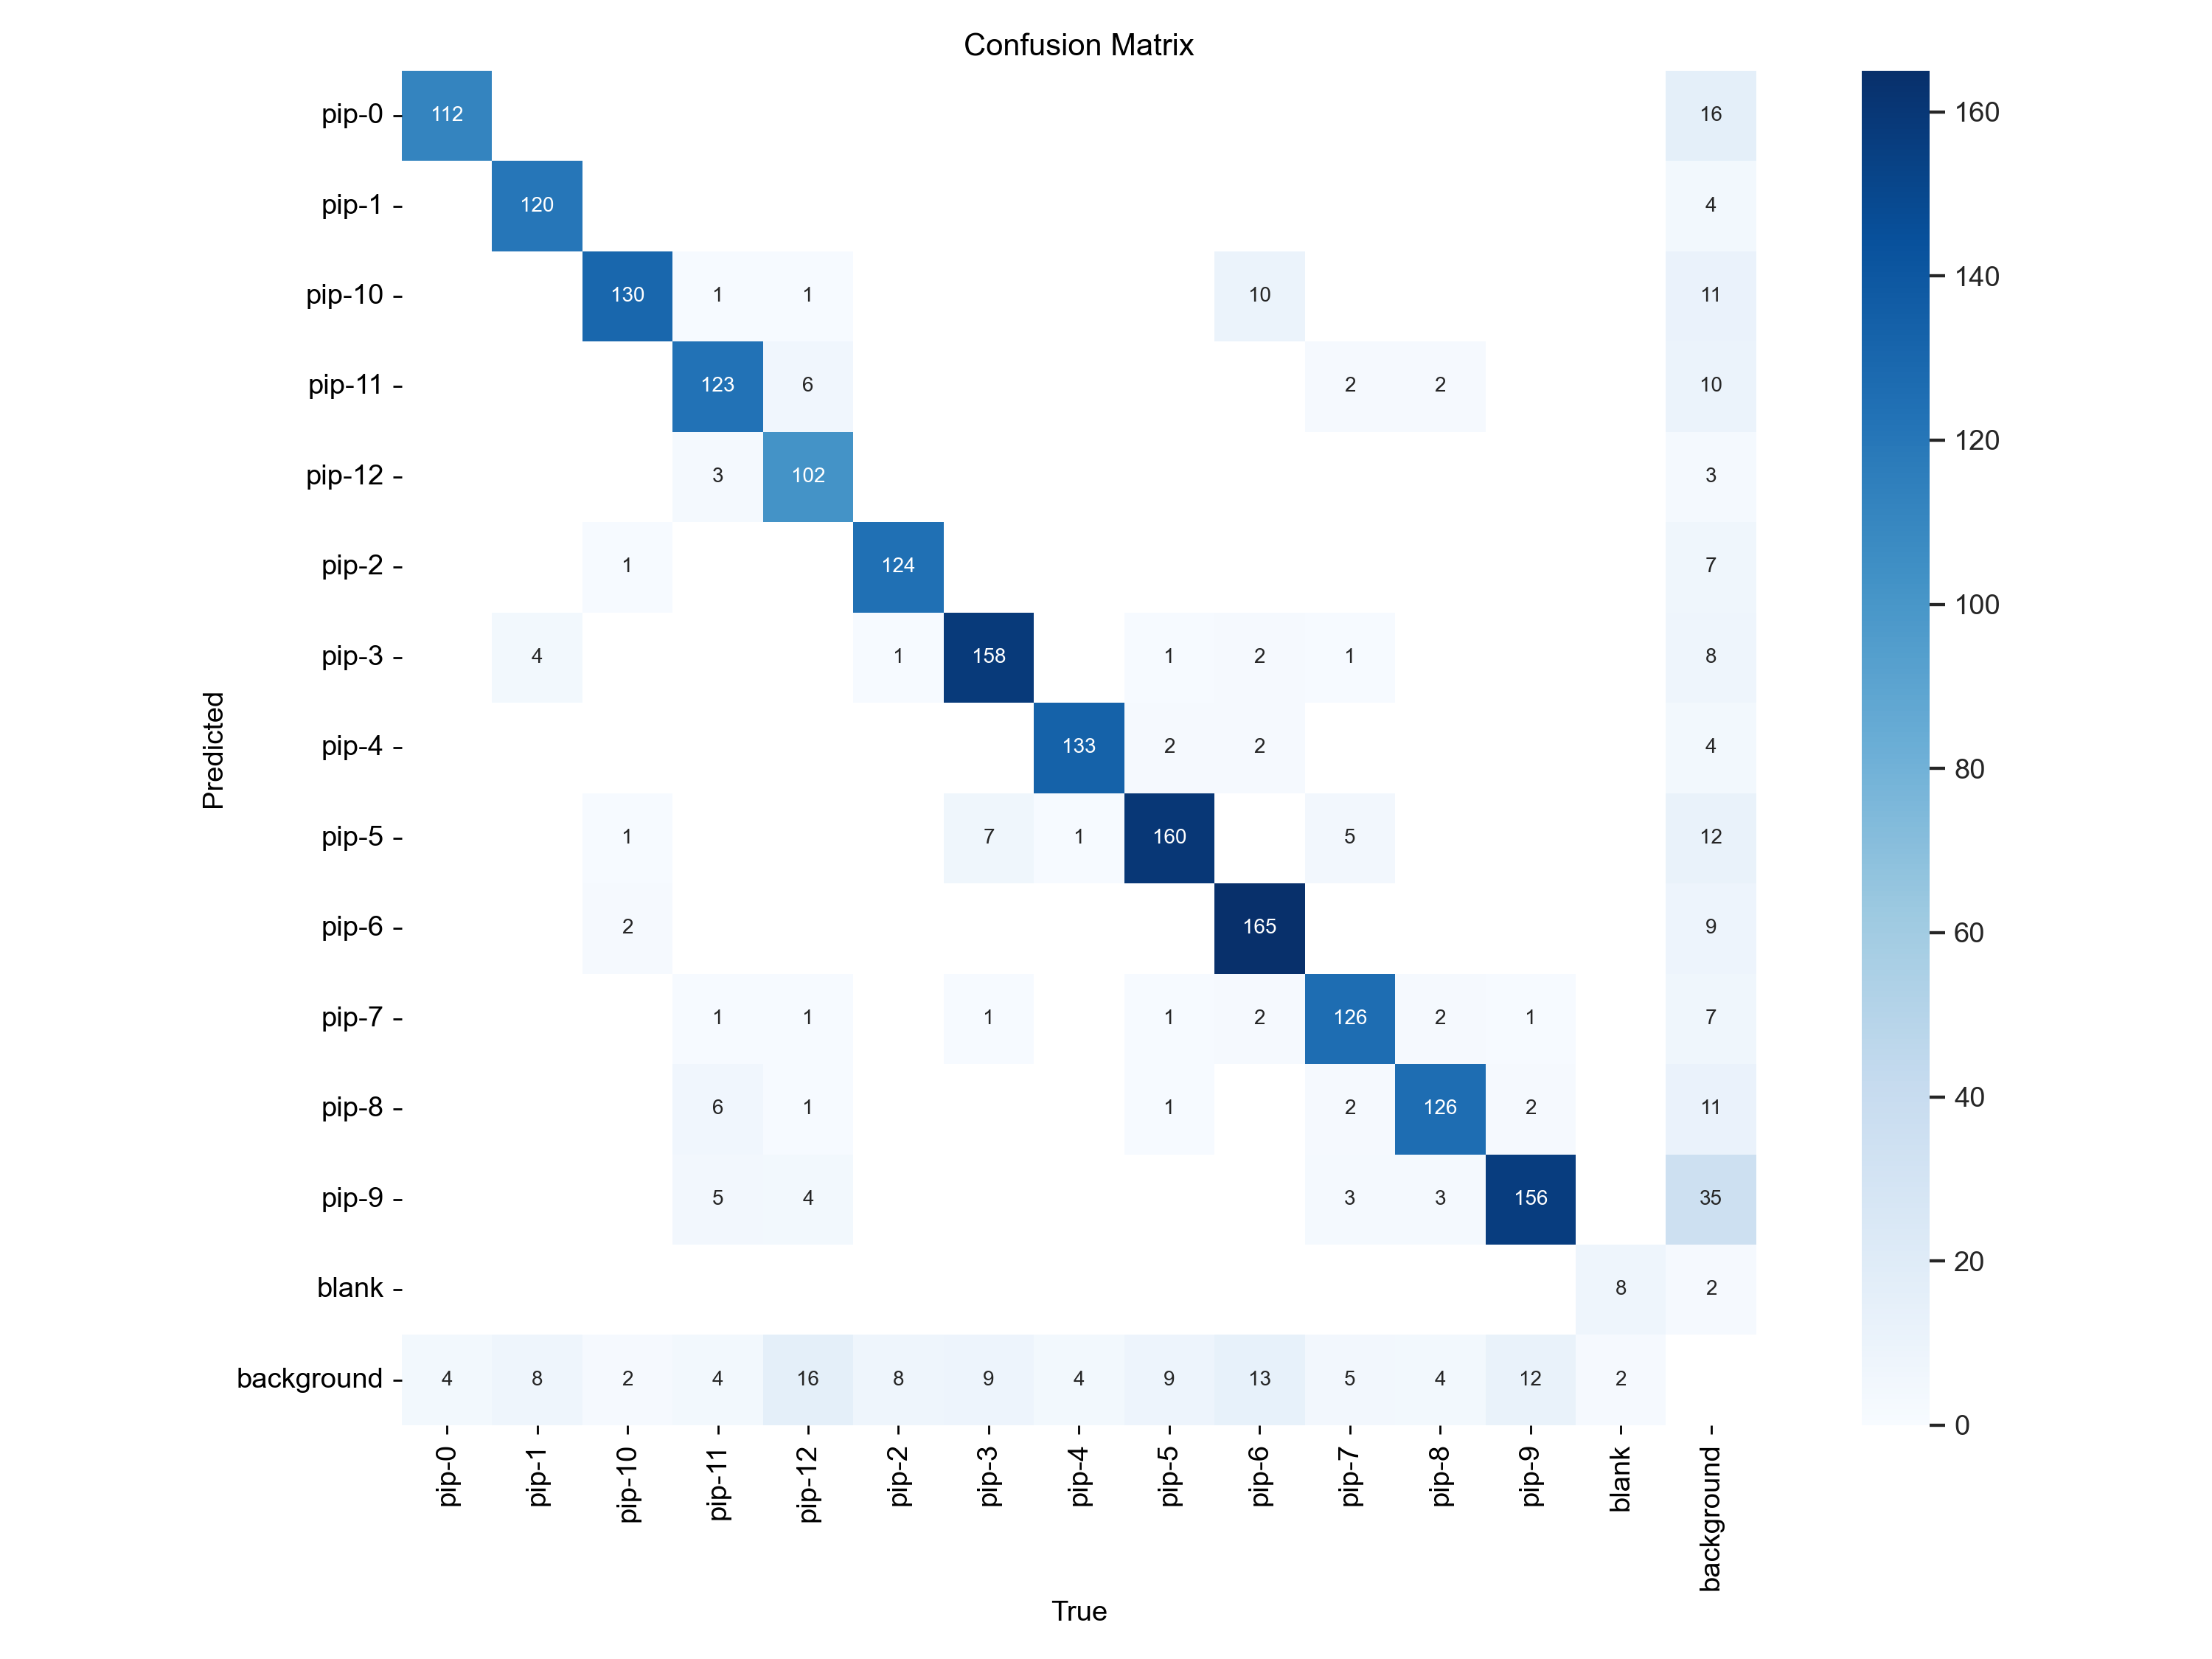 Confusion Matrix
pip-0 112 16
pip-1 120 4
pip-10 130 1 1 10 11
pip-11 123 6 2 2 10
pip-12 3 102 3
pip-2 1 124 7
pip-3 4 1 158 1 2 1 8
pip-4 133 2 2 4
pip-5 1 7 1 160 5 12
pip-6 2 165 9
pip-7 1 1 1 1 2 126 2 1 7
pip-8 6 1 1 2 126 2 11
pip-9 5 4 3 3 156 35
blank 8 2
background 4 8 2 4 16 8 9 4 9 13 5 4 12 2
Predicted
pip-0 pip-1 pip-10 pip-11 pip-12 pip-2 pip-3 pip-4 pip-5 pip-6 pip-7 pip-8 pip-9 blank background
True
160
140
120
100
80
60
40
20
0